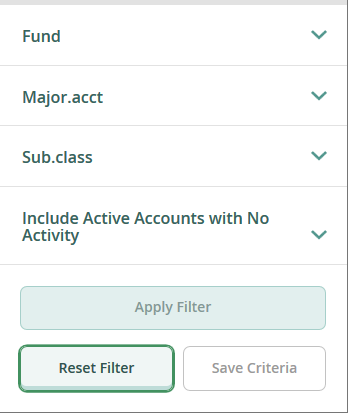 Fund
Major.acct
Sub.class
Include Active Accounts with No
Activity
Apply Filter
Reset Filter
Save Criteria